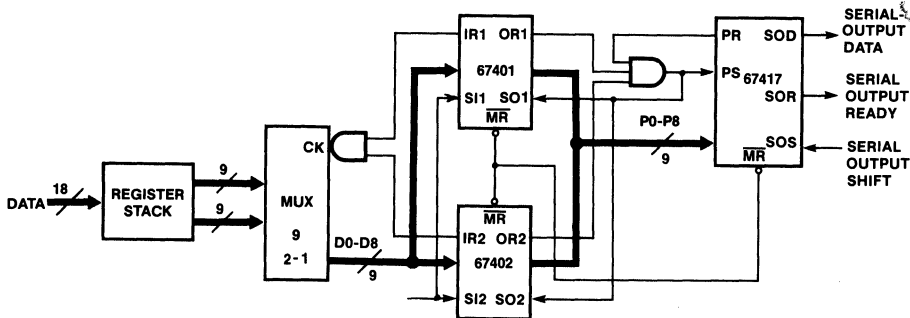 DATA
18
REGISTER
STACK
9
9
CK
MUX
9
2-1
D0-D8
9
IR1 OR1
67401
SI1 SO1
MR
MR
IR2 OR2
67402
SI2 SO2
P0-P8
9
PR SOD
PS 67417
SOR
SOS
MR
SERIAL-
OUTPUT
DATA
SERIAL
OUTPUT
READY
SERIAL
OUTPUT
SHIFT